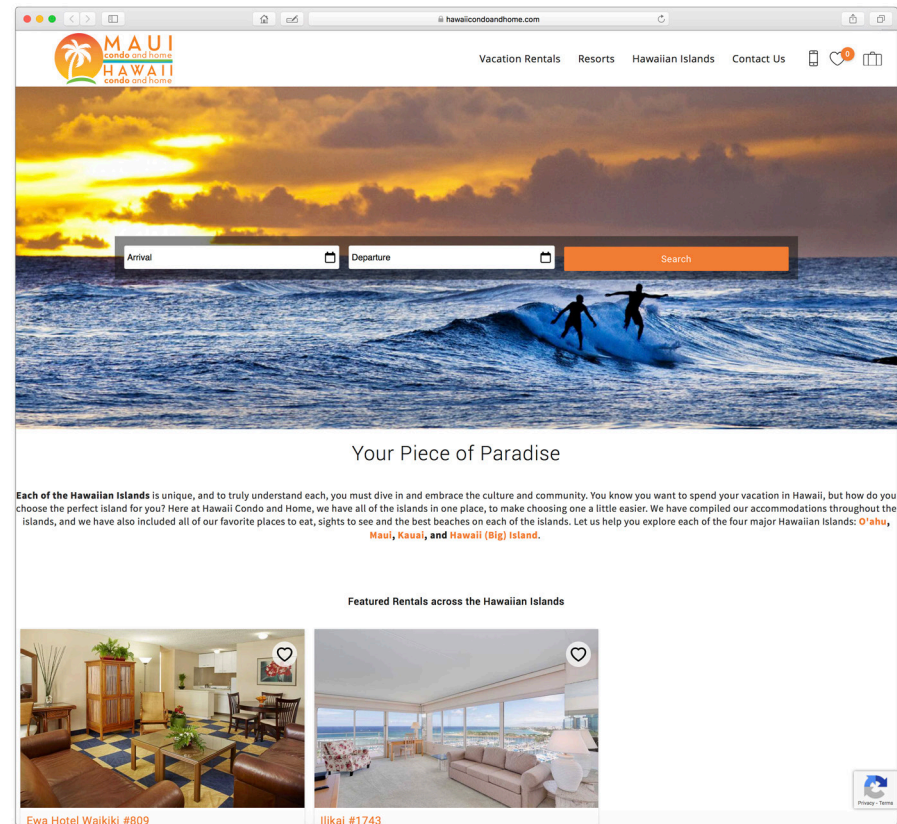 hawaiicondoandhome.com
MAUI
condo and home
HAWAII
condo and home
Vacation Rentals Resorts Hawaiian Islands Contact Us 0
Arrival Departure Search
Your Piece of Paradise
Each of the Hawaiian Islands is unique, and to truly understand each, you must dive in and embrace the culture and community. You know you want to spend your vacation in Hawaii, but how do you
choose the perfect island for you? Here at Hawaii Condo and Home, we have all of the islands in one place, to make choosing one a little easier. We have compiled our accommodations throughout the
islands, and we have also included all of our favorite places to eat, sights to see and the best beaches on each of the islands. Let us help you explore each of the four major Hawaiian Islands: O'ahu,
Maui, Kauai, and Hawaii (Big) Island.
Featured Rentals across the Hawaiian Islands
Ewa Hotel Waikiki #809 Ilikai #1743
Privacy - Terms